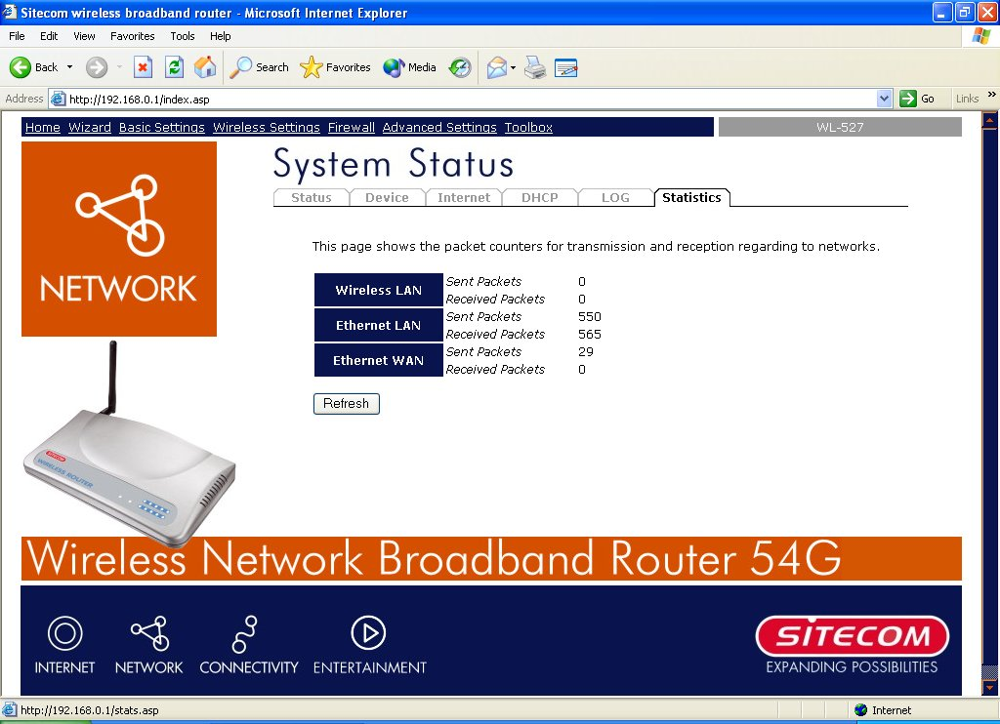 Sitecom wireless broadband router - Microsoft Internet Explorer
File Edit View Favorites Tools Help
Back Search Favorites Media
Address http://192.168.0.1/index.asp Go Links »
Home Wizard Basic Settings Wireless Settings Firewall Advanced Settings Toolbox WL-527
System Status
Status Device Internet DHCP LOG Statistics
NETWORK
This page shows the packet counters for transmission and reception regarding to networks.
Wireless LAN Sent Packets 0
Received Packets 0
Ethernet LAN Sent Packets 550
Received Packets 565
Ethernet WAN Sent Packets 29
Received Packets 0
Refresh
SITECOM
WIRELESS ROUTER
Wireless Network Broadband Router 54G
INTERNET NETWORK CONNECTIVITY ENTERTAINMENT
SITECOM
EXPANDING POSSIBILITIES
http://192.168.0.1/stats.asp Internet